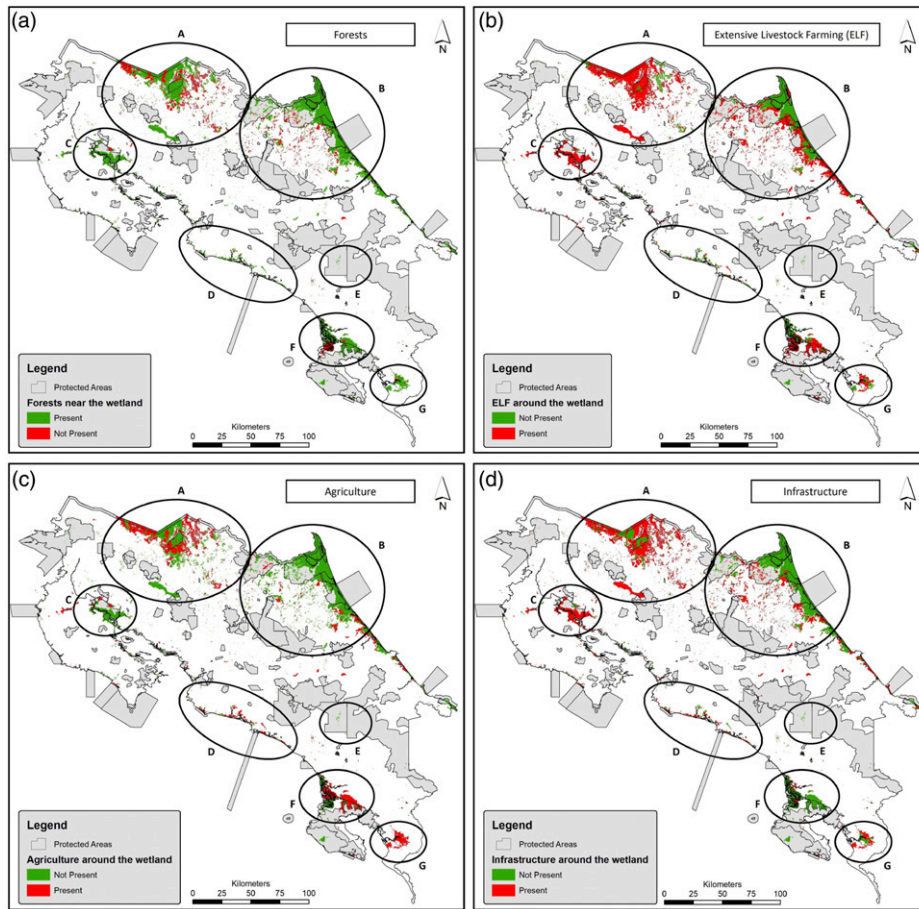 (a)
A
Forests
N
B
C
D
E
F
G
Legend
Protected Areas
Forests near the wetland
Present
Not Present
Kilometers
0 25 50 75 100
(b)
A
Extensive Livestock Farming (ELF)
N
B
C
D
E
F
G
Legend
Protected Areas
ELF around the wetland
Not Present
Present
Kilometers
0 25 50 75 100
(c)
A
Agriculture
N
B
C
D
E
F
G
Legend
Protected Areas
Agriculture around the wetland
Not Present
Present
Kilometers
0 25 50 75 100
(d)
A
Infrastructure
N
B
C
D
E
F
G
Legend
Protected Areas
Infrastructure around the wetland
Not Present
Present
Kilometers
0 25 50 75 100